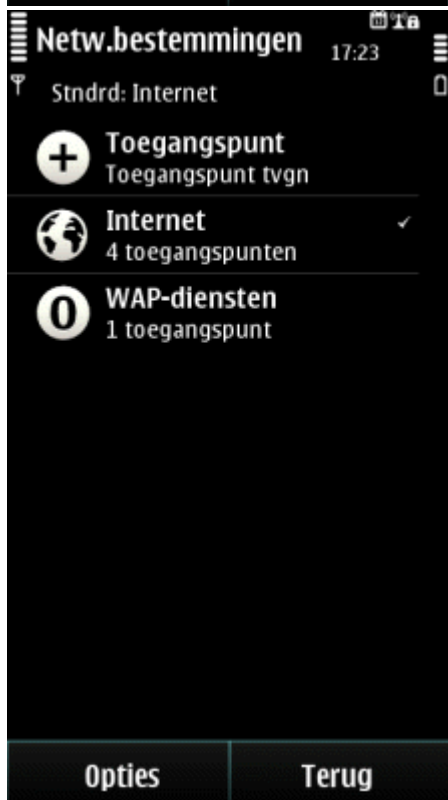 Netw.bestemmingen
17:23
Stndrd: Internet
Toegangspunt
Toegangspunt tvgn
Internet
4 toegangspunten
WAP-diensten
1 toegangspunt
Opties Terug